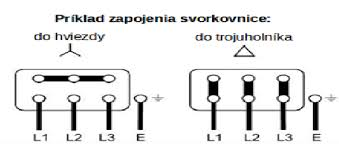 Príklad zapojenia svorkovnice:
do hviezdy do trojuholníka
L1 L2 L3 E L1 L2 L3 E